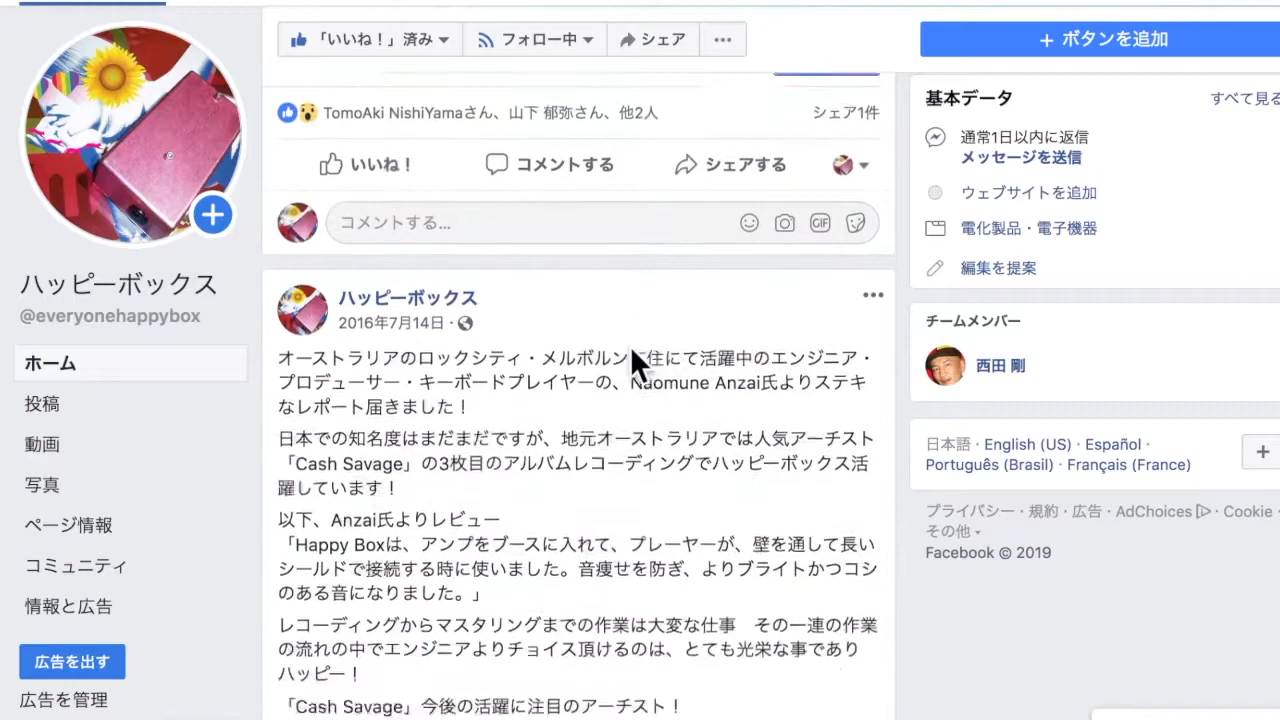 「いいね！」済み
フォロー中
シェア
＋ ボタンを追加
TomoAki NishiYamaさん、山下 郁弥さん、他2人
シェア1件
いいね！
コメントする
シェアする
コメントする...
GIF
ハッピーボックス
@everyonehappybox
ホーム
投稿
動画
写真
ページ情報
コミュニティ
情報と広告
広告を出す
広告を管理
ハッピーボックス
2016年7月14日 ·
オーストラリアのロックシティ・メルボルン在住にて活躍中のエンジニア・
プロデューサー・キーボードプレイヤーの、Naomune Anzai氏よりステキ
なレポート届きました！
日本での知名度はまだまだですが、地元オーストラリアでは人気アーチスト
「Cash Savage」の3枚目のアルバムレコーディングでハッピーボックス活
躍しています！
以下、Anzai氏よりレビュー
「Happy Boxは、アンプをブースに入れて、プレーヤーが、壁を通して長い
シールドで接続する時に使いました。音痩せを防ぎ、よりブライトかつコシ
のある音になりました。」
レコーディングからマスタリングまでの作業は大変な仕事　その一連の作業
の流れの中でエンジニアよりチョイス頂けるのは、とても光栄な事であり
ハッピー！
「Cash Savage」今後の活躍に注目のアーチスト！
基本データ
すべて見る
通常1日以内に返信
メッセージを送信
ウェブサイトを追加
電化製品・電子機器
編集を提案
チームメンバー
西田 剛
日本語 · English (US) · Español ·
Português (Brasil) · Français (France)
プライバシー · 規約 · 広告 · AdChoices · Cookie ·
その他
Facebook © 2019